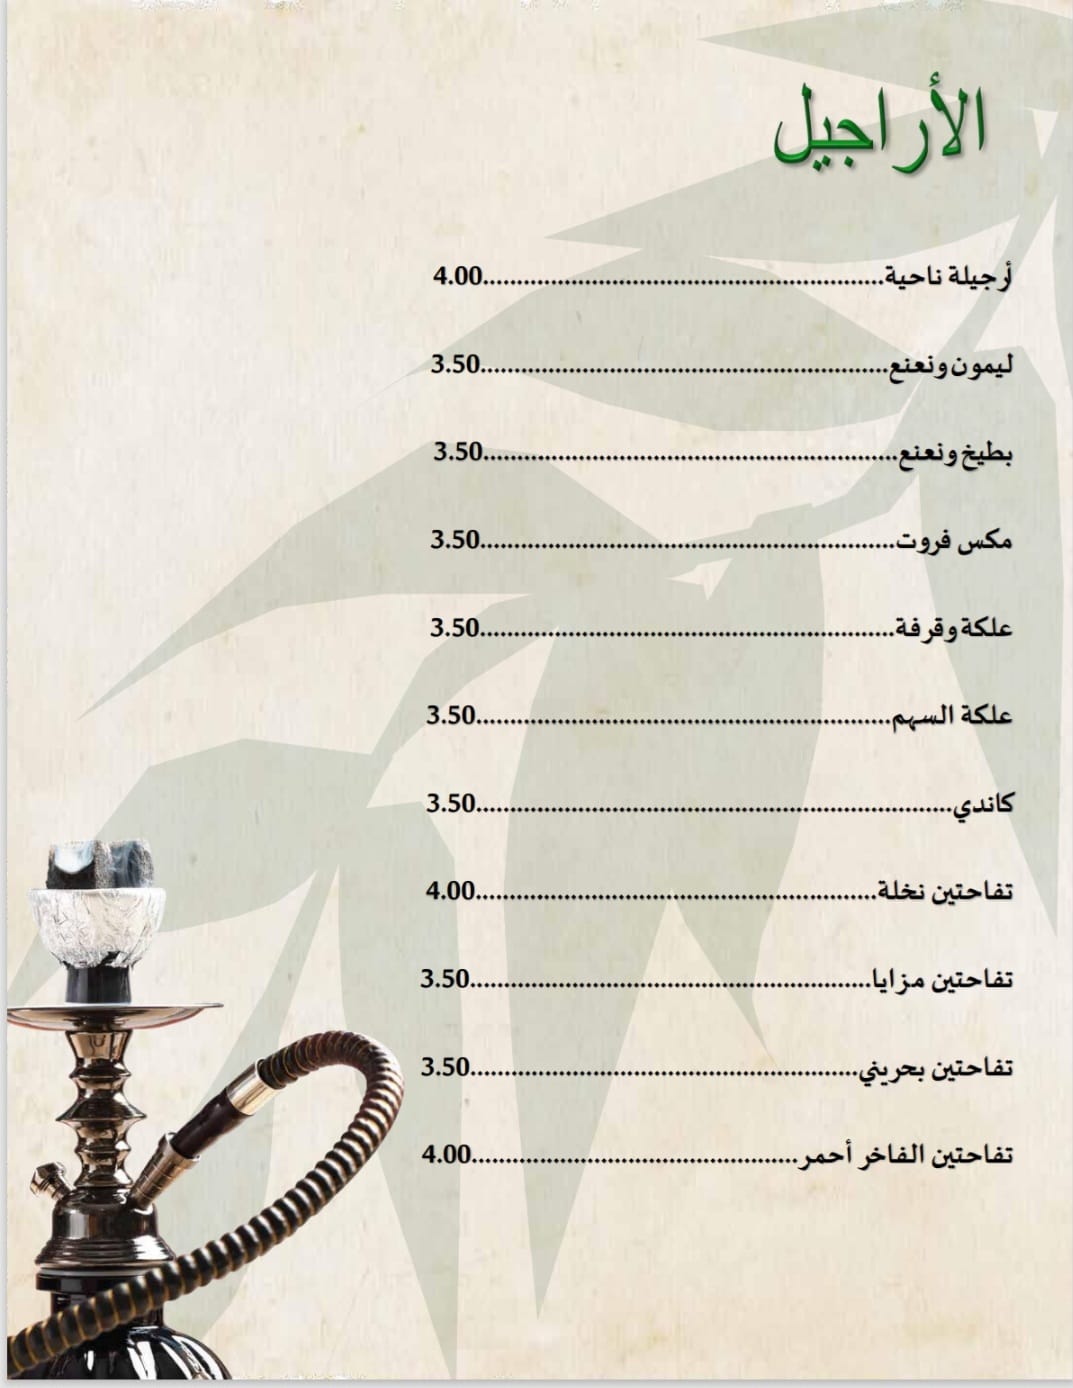 الأراجيل
أرجيلة ناحية.........................................................4.00
ليمون ونعنع.........................................................3.50
بطيخ ونعنع.........................................................3.50
مكس فروت.........................................................3.50
علكة وقرفة.........................................................3.50
علكة السهم.........................................................3.50
كاندي.........................................................3.50
تفاحتين نخلة.........................................................4.00
تفاحتين مزايا.........................................................3.50
تفاحتين بحريني.........................................................3.50
تفاحتين الفاخر أحمر.........................................................4.00